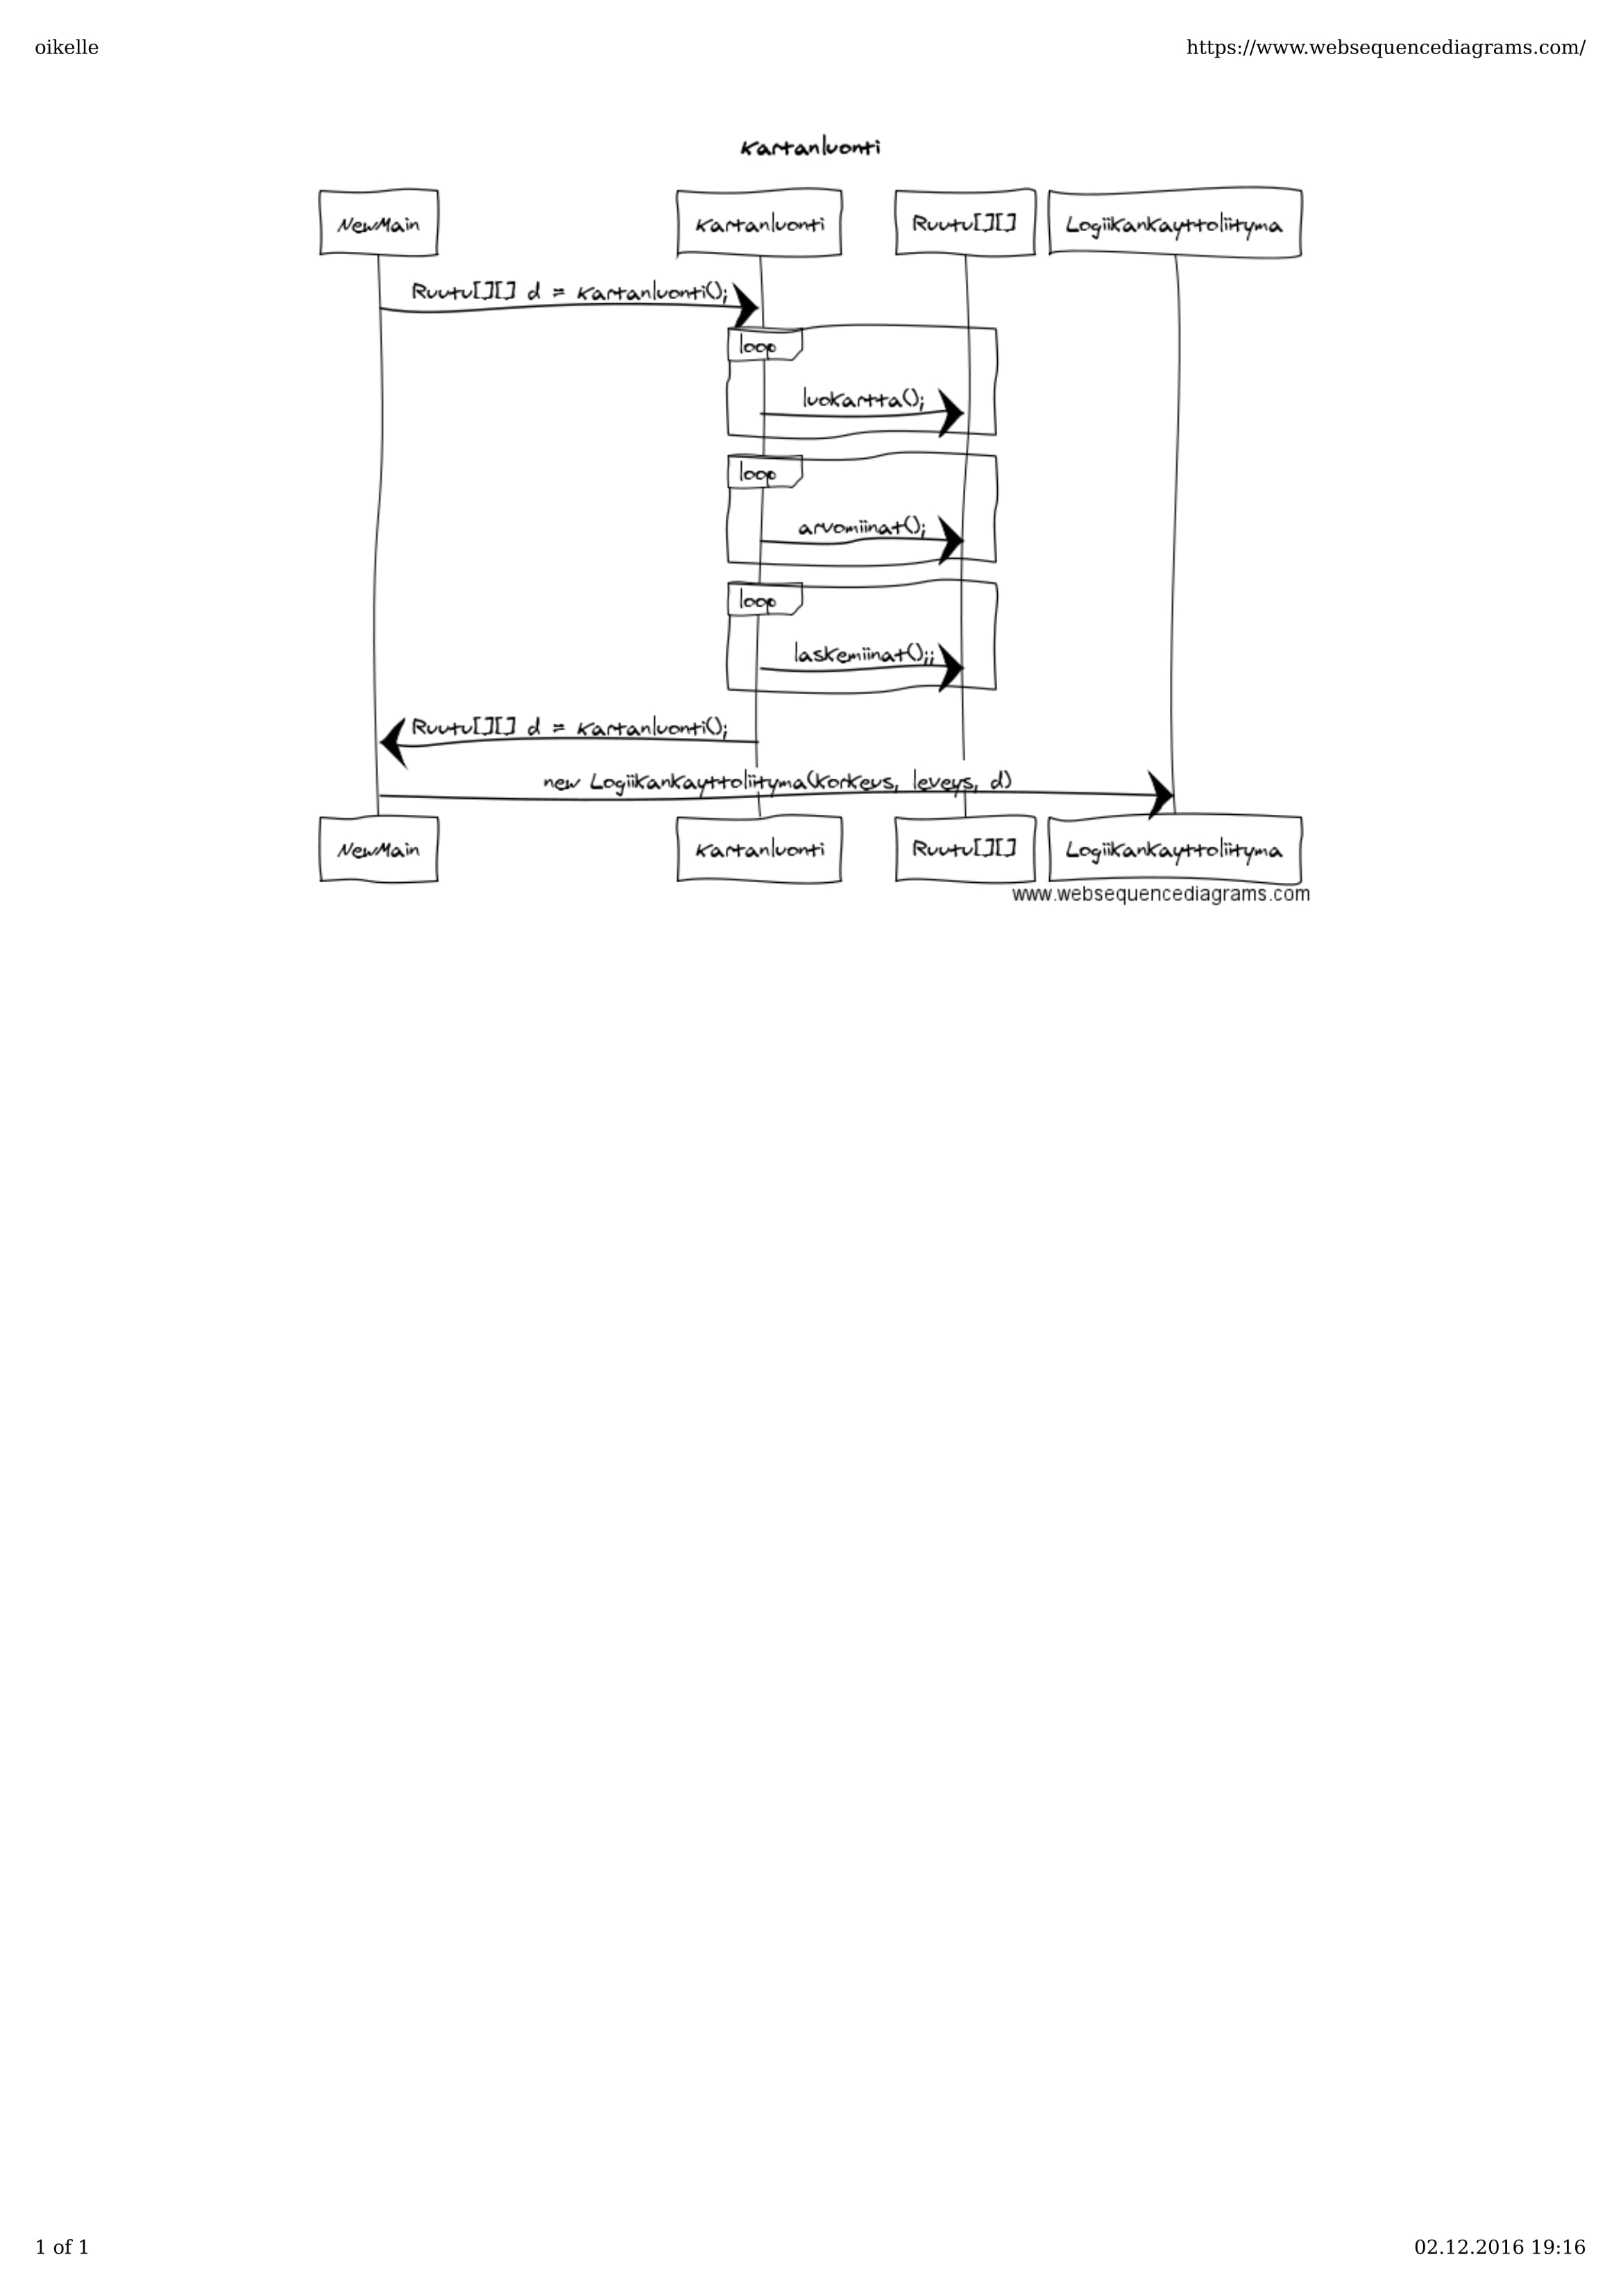 oikelle https://www.websequencediagrams.com/
Kartanluonti
NewMain Kartanluonti Ruutu[][] LogiikanKayttoliityma
Ruutu[][] d = Kartanluonti();
loop
luoKartta();
loop
arvomiinat();
loop
laskemiinat();;
Ruutu[][] d = Kartanluonti();
new LogiikanKayttoliityma(korkeus, leveys, d)
NewMain Kartanluonti Ruutu[][] LogiikanKayttoliityma
www.websequencediagrams.com
1 of 1 02.12.2016 19:16